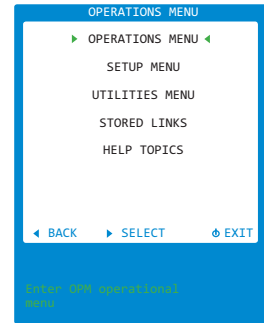 OPERATIONS MENU
OPERATIONS MENU
SETUP MENU
UTILITIES MENU
STORED LINKS
HELP TOPICS
BACK SELECT EXIT
Enter OPM operational
menu